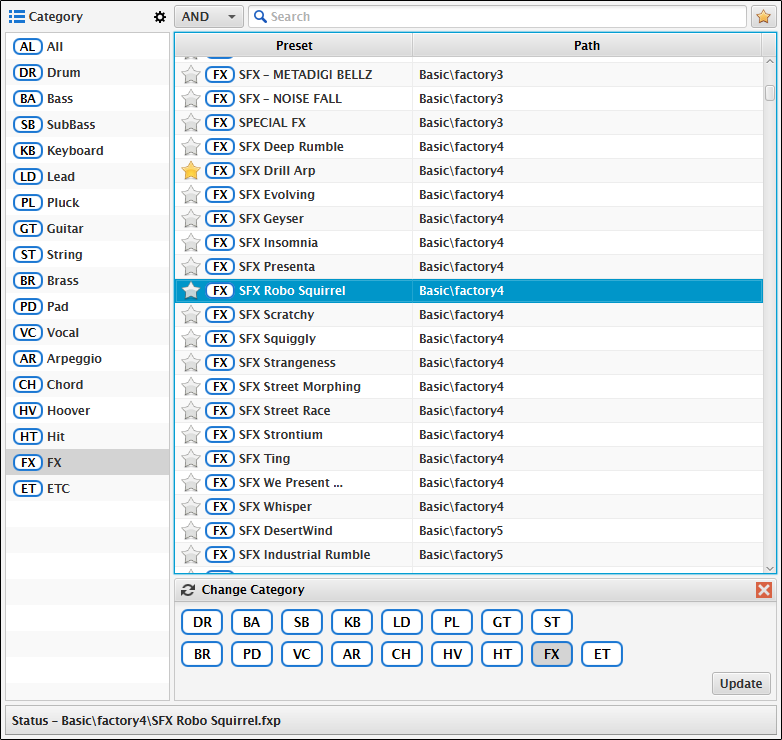 Category
AND
Search
AL All
DR Drum
BA Bass
SB SubBass
KB Keyboard
LD Lead
PL Pluck
GT Guitar
ST String
BR Brass
PD Pad
VC Vocal
AR Arpeggio
CH Chord
HV Hoover
HT Hit
FX FX
ET ETC
Preset Path
FX SFX - METADIGI BELLZ Basic\factory3
FX SFX - NOISE FALL Basic\factory3
FX SPECIAL FX Basic\factory3
FX SFX Deep Rumble Basic\factory4
FX SFX Drill Arp Basic\factory4
FX SFX Evolving Basic\factory4
FX SFX Geyser Basic\factory4
FX SFX Insomnia Basic\factory4
FX SFX Presenta Basic\factory4
FX SFX Robo Squirrel Basic\factory4
FX SFX Scratchy Basic\factory4
FX SFX Squiggly Basic\factory4
FX SFX Strangeness Basic\factory4
FX SFX Street Morphing Basic\factory4
FX SFX Street Race Basic\factory4
FX SFX Strontium Basic\factory4
FX SFX Ting Basic\factory4
FX SFX We Present ... Basic\factory4
FX SFX Whisper Basic\factory4
FX SFX DesertWind Basic\factory5
FX SFX Industrial Rumble Basic\factory5
Change Category
DR BA SB KB LD PL GT ST
BR PD VC AR CH HV HT FX ET
Update
Status - Basic\factory4\SFX Robo Squirrel.fxp